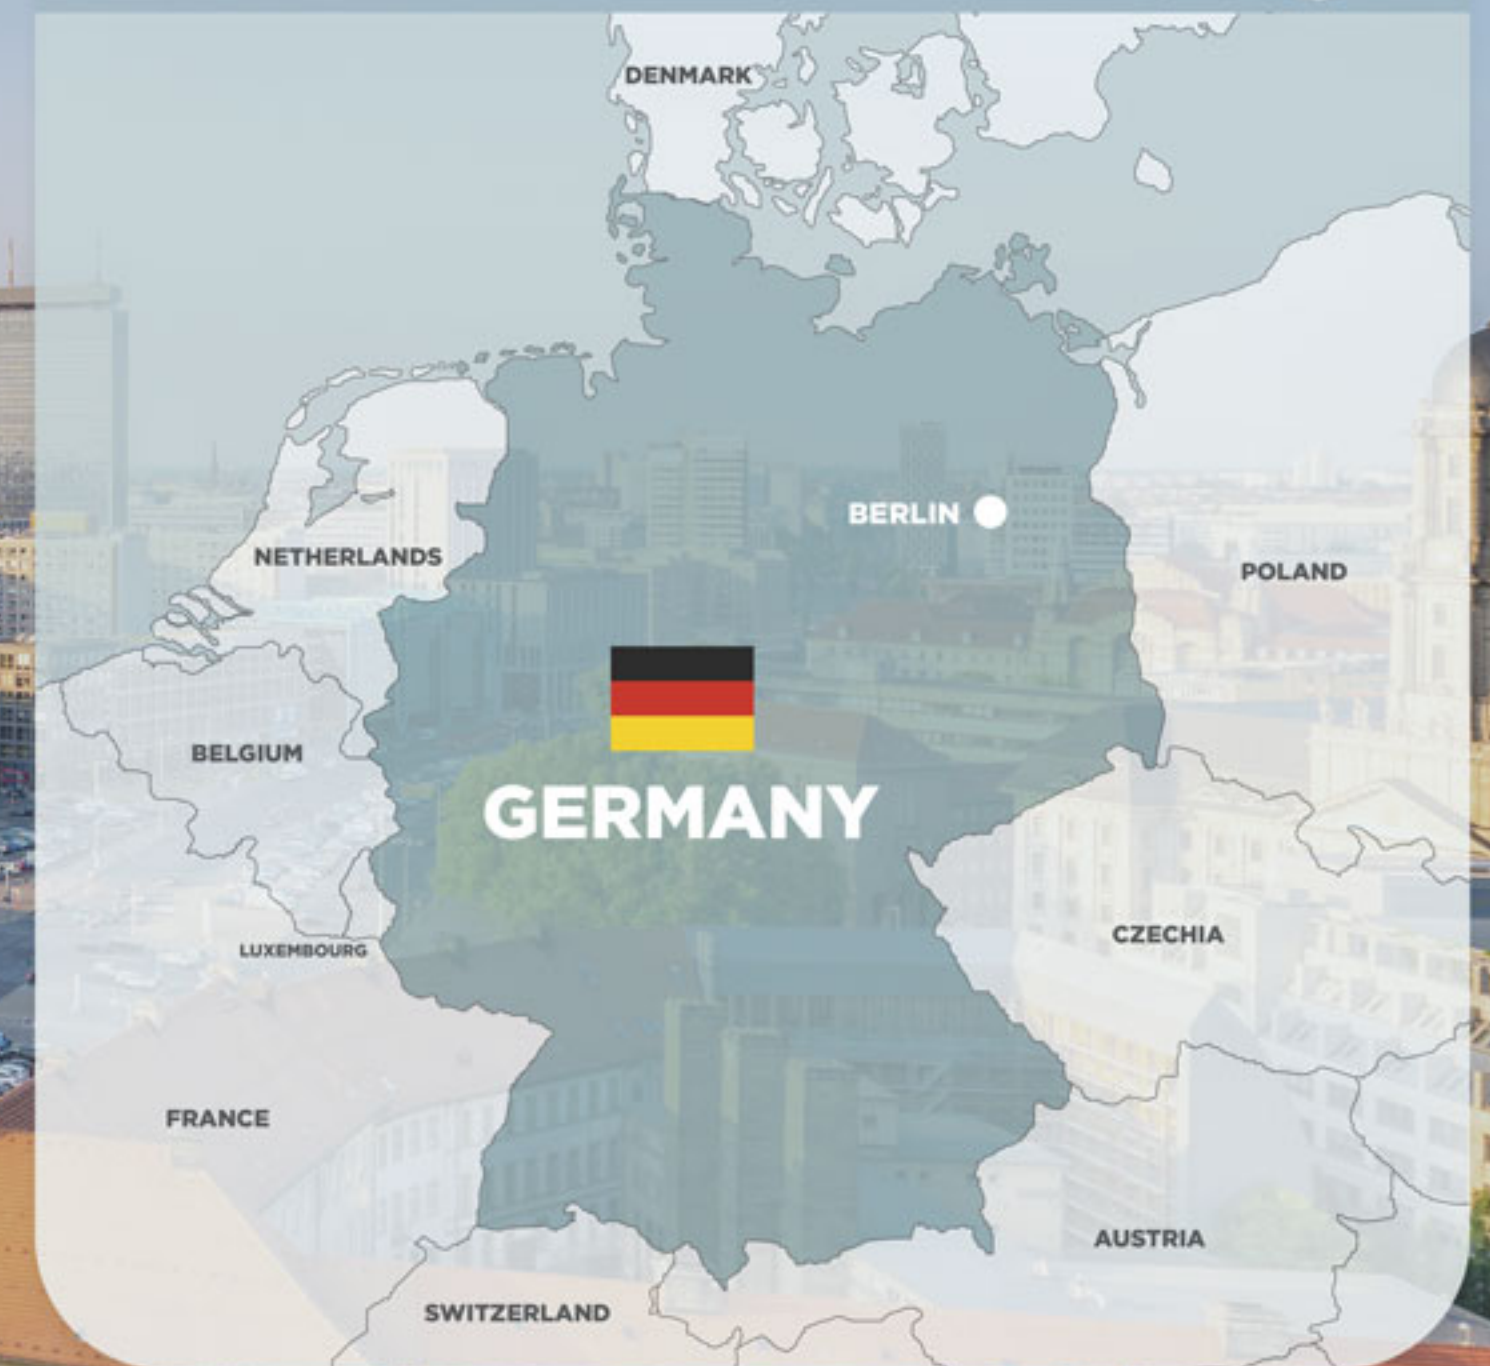 DENMARK
BERLIN
NETHERLANDS
POLAND
BELGIUM
GERMANY
CZECHIA
LUXEMBOURG
FRANCE
AUSTRIA
SWITZERLAND